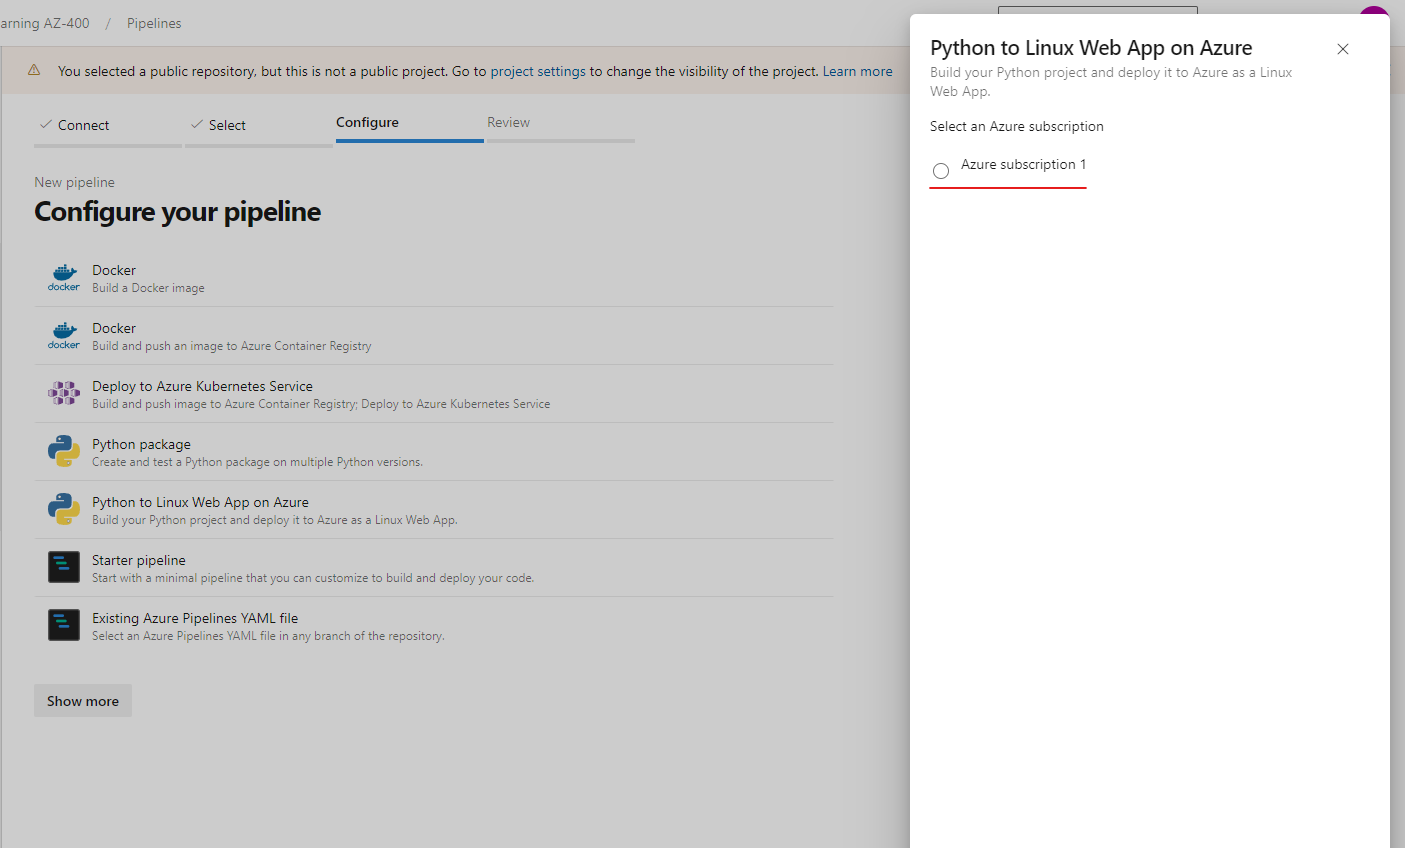 arning AZ-400 / Pipelines
You selected a public repository, but this is not a public project. Go to project settings to change the visibility of the project. Learn more
Connect
Select
Configure
Review
New pipeline
Configure your pipeline
docker
Docker
Build a Docker image
docker
Docker
Build and push an image to Azure Container Registry
Deploy to Azure Kubernetes Service
Build and push image to Azure Container Registry; Deploy to Azure Kubernetes Service
Python package
Create and test a Python package on multiple Python versions.
Python to Linux Web App on Azure
Build your Python project and deploy it to Azure as a Linux Web App.
Starter pipeline
Start with a minimal pipeline that you can customize to build and deploy your code.
Existing Azure Pipelines YAML file
Select an Azure Pipelines YAML file in any branch of the repository.
Show more
Python to Linux Web App on Azure
Build your Python project and deploy it to Azure as a Linux
Web App.
Select an Azure subscription
Azure subscription 1